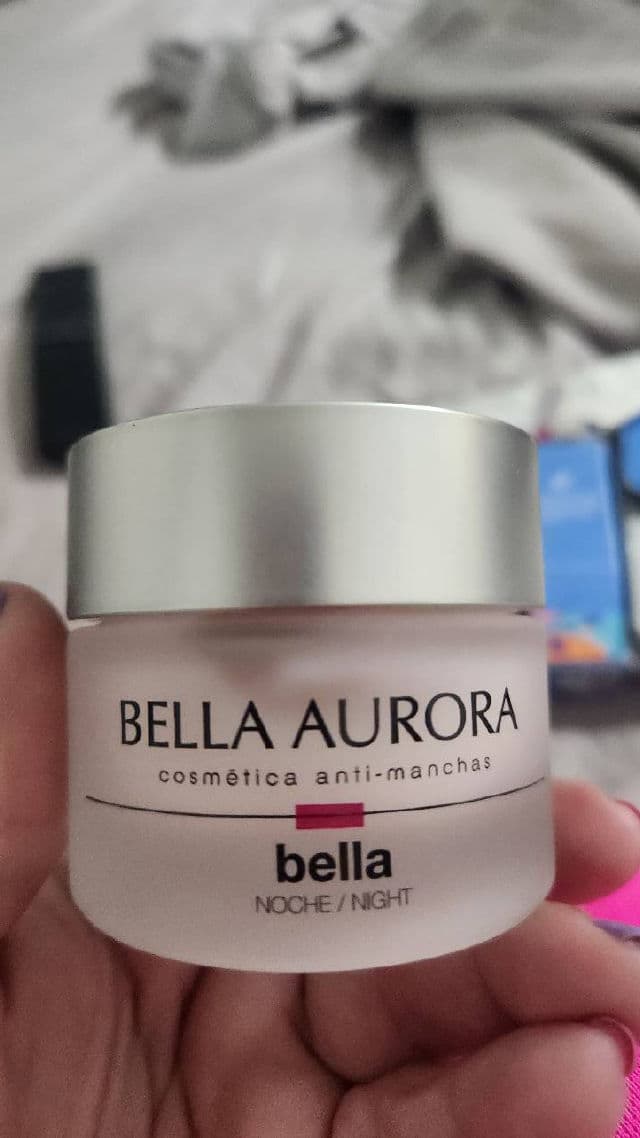 BELLA AURORA
cosmética anti-manchas
bella
NOCHE / NIGHT